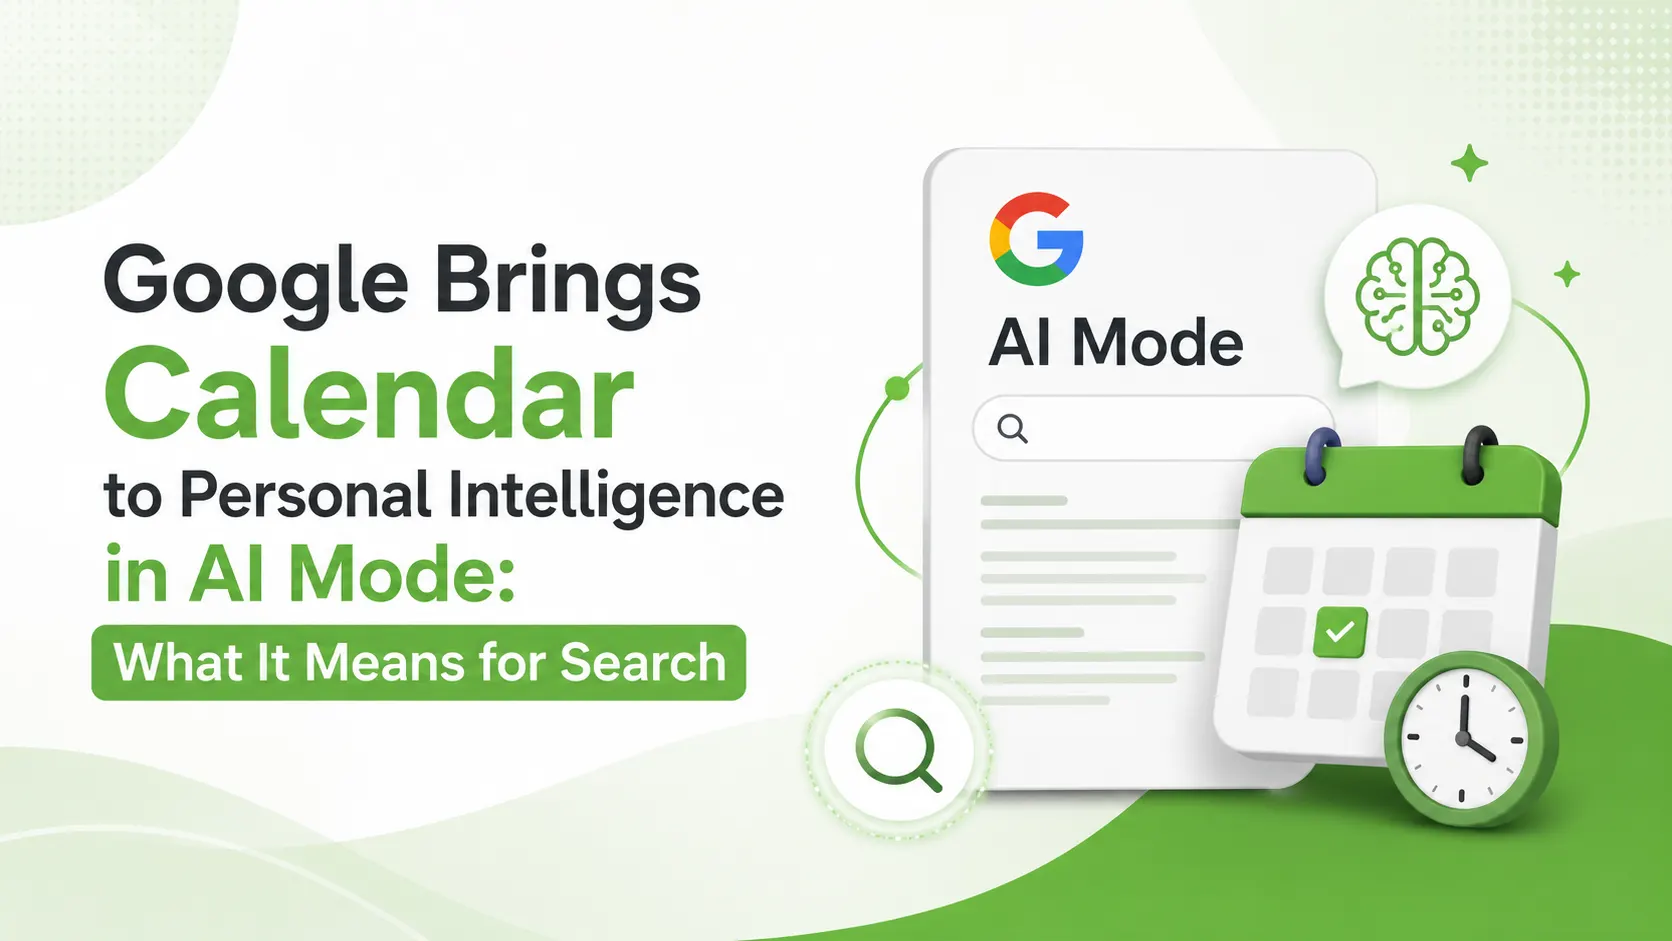 Google Brings
Calendar
to Personal Intelligence
in AI Mode:
What It Means for Search
AI Mode